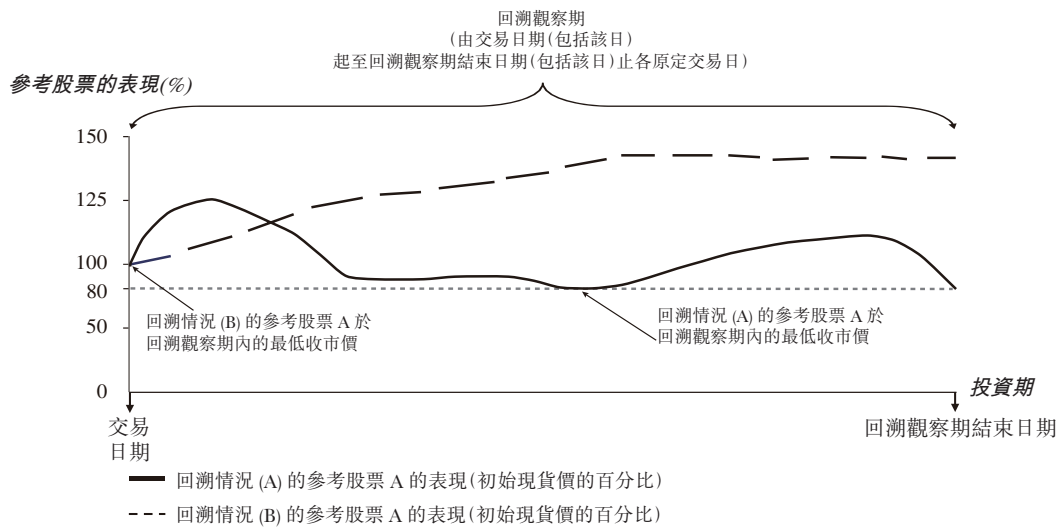 回溯觀察期
(由交易日期(包括該日)
起至回溯觀察期結束日期(包括該日)止各原定交易日)
參考股票的表現(%)
150
125
100
80
50
0
回溯情況 (B) 的參考股票 A 於
回溯觀察期內的最低收市價
回溯情況 (A) 的參考股票 A 於
回溯觀察期內的最低收市價
投資期
交易
日期
回溯觀察期結束日期
回溯情況 (A) 的參考股票 A 的表現(初始現貨價的百分比)
回溯情況 (B) 的參考股票 A 的表現(初始現貨價的百分比)